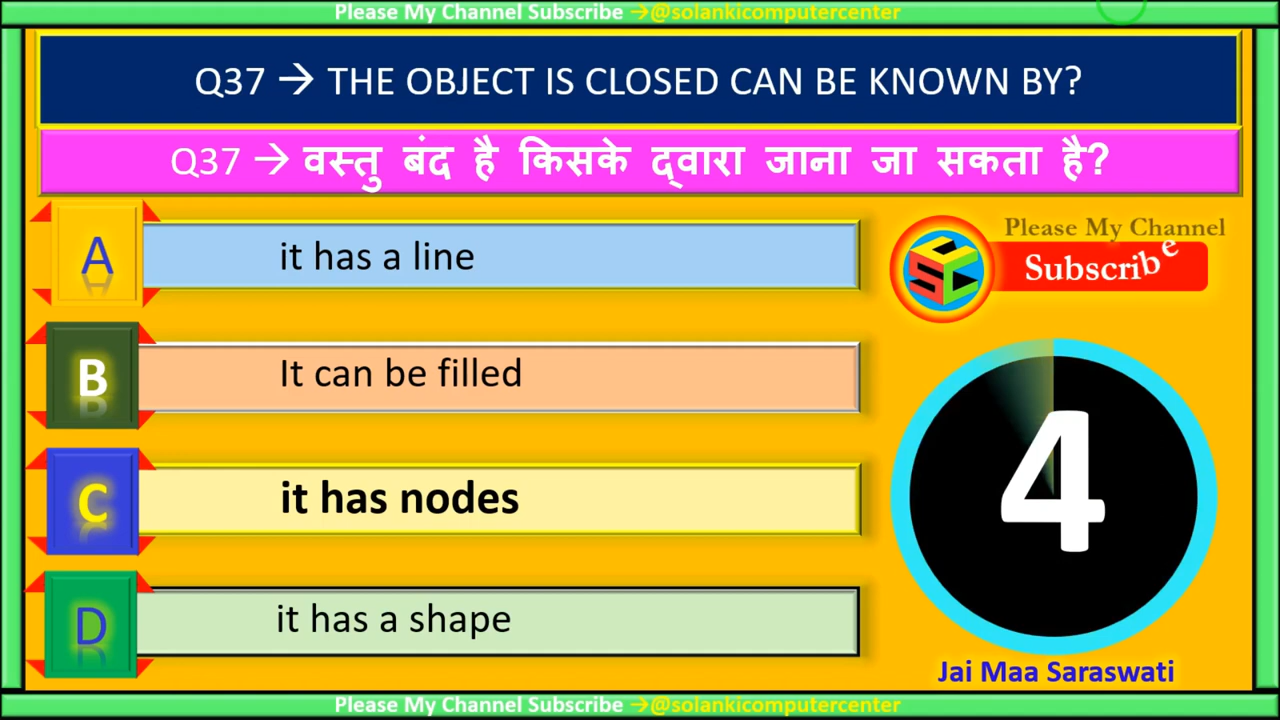 Please My Channel Subscribe →@solankicomputercenter
Q37 → THE OBJECT IS CLOSED CAN BE KNOWN BY?
Q37 → वस्तु बंद है किसके द्वारा जाना जा सकता है?
A it has a line
Please My Channel
Subscribe
SCC
B It can be filled
4
C it has nodes
D it has a shape
Jai Maa Saraswati
Please My Channel Subscribe →@solankicomputercenter